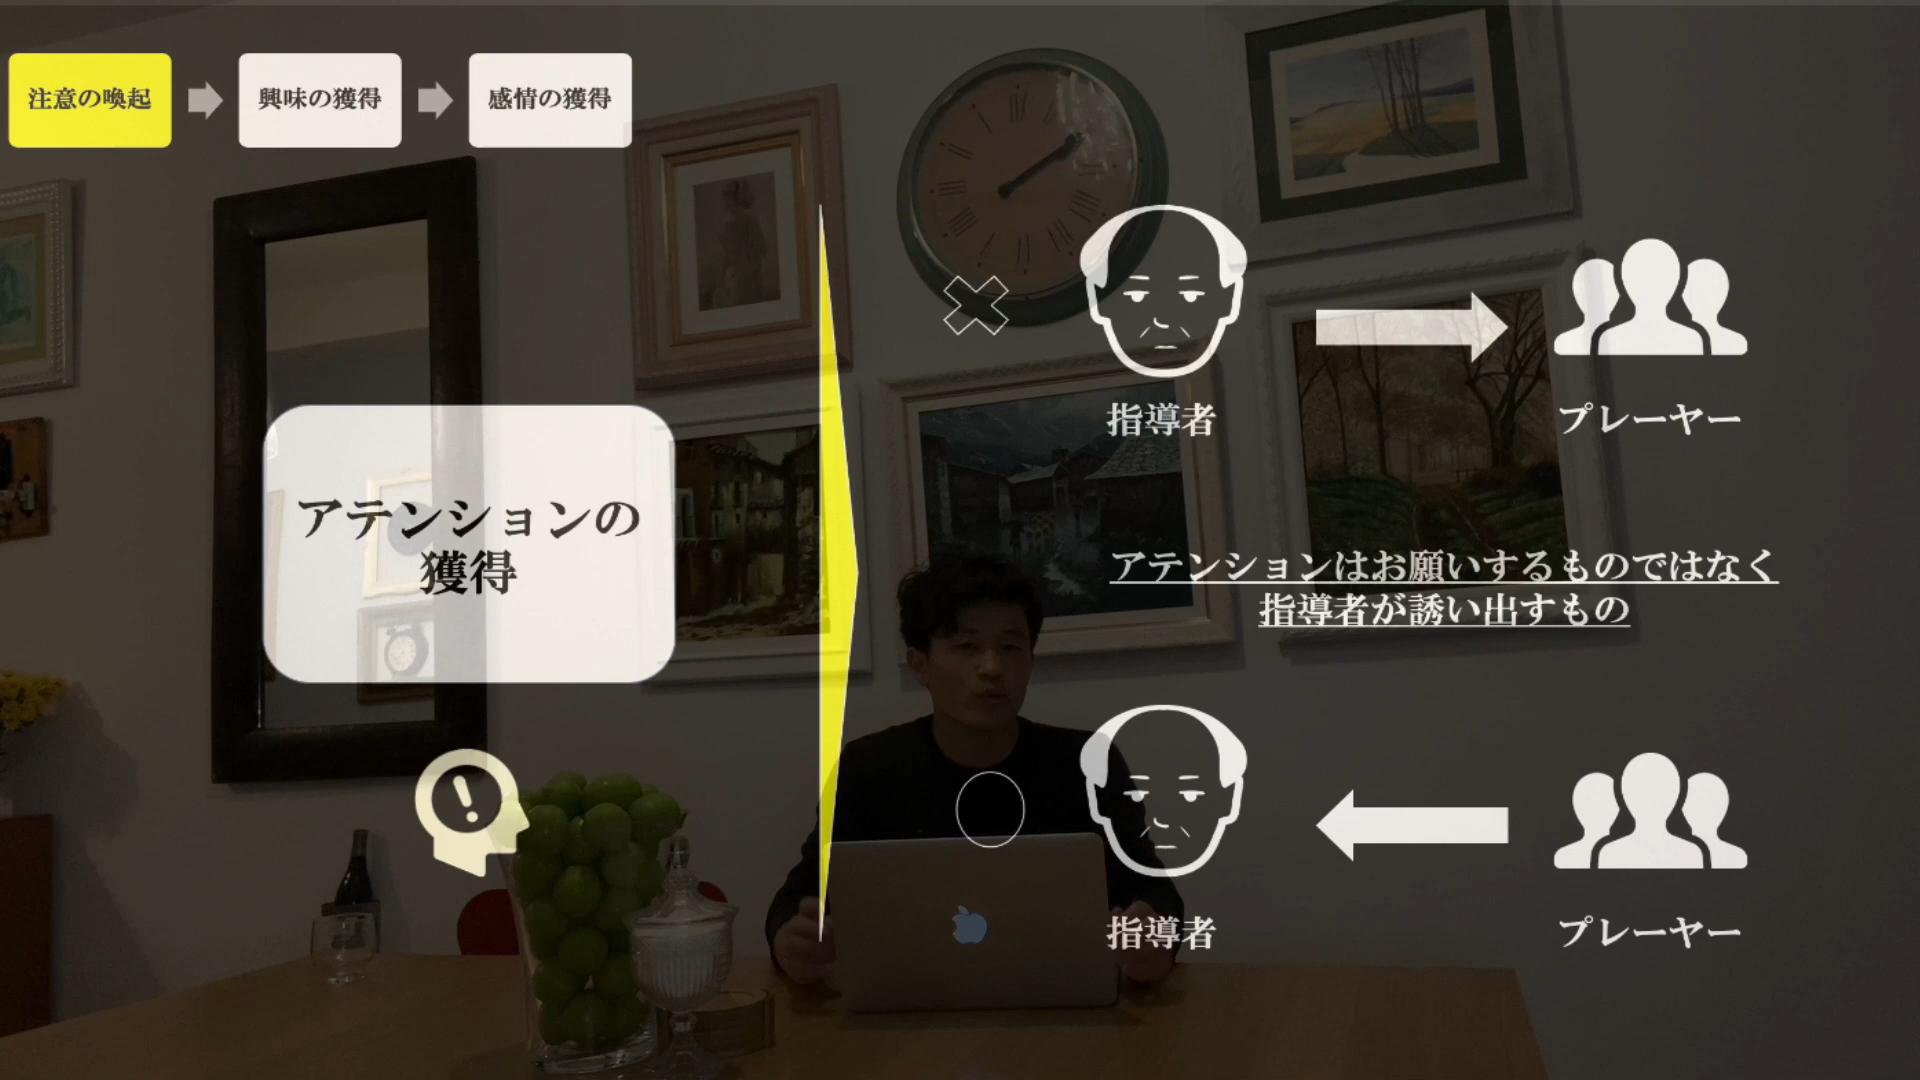 注意の喚起
興味の獲得
感情の獲得
アテンションの
獲得
指導者
プレーヤー
アテンションはお願いするものではなく
指導者が誘い出すもの
指導者
プレーヤー